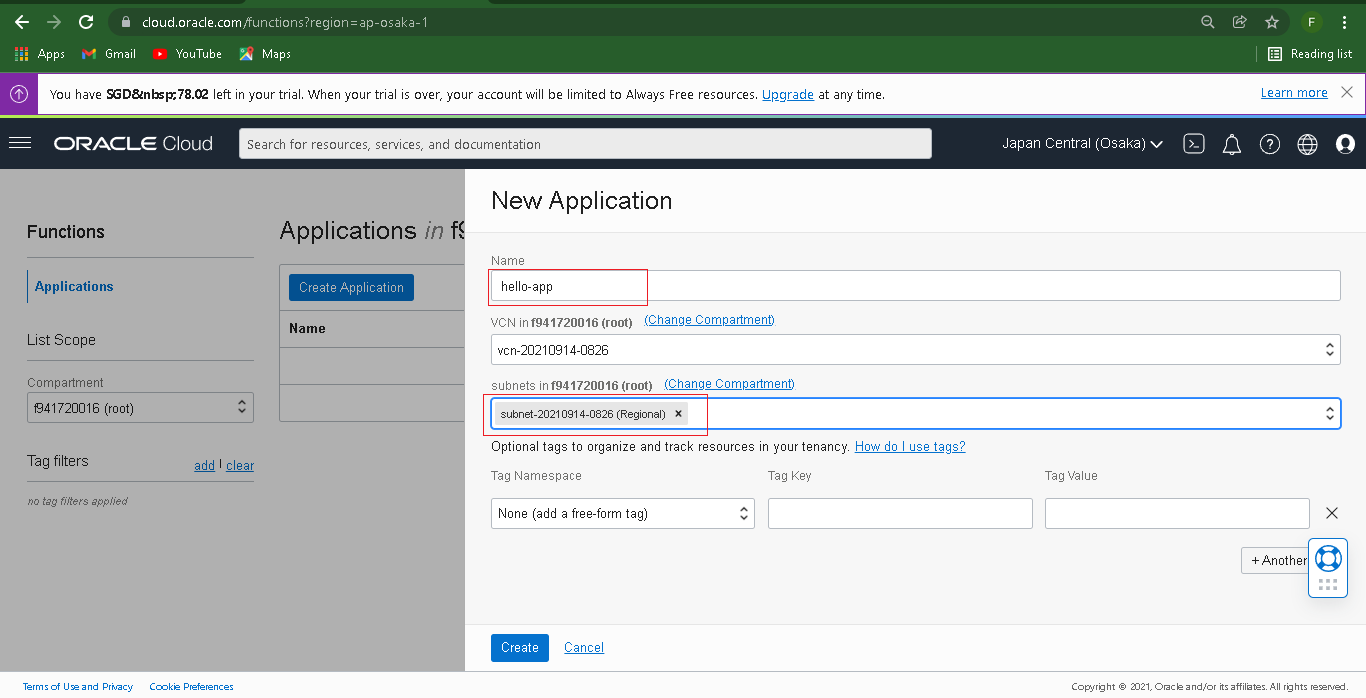 cloud.oracle.com/functions?region=ap-osaka-1
F
Apps Gmail YouTube Maps Reading list
You have SGD&nbsp;78.02 left in your trial. When your trial is over, your account will be limited to Always Free resources. Upgrade at any time. Learn more
ORACLE Cloud Search for resources, services, and documentation Japan Central (Osaka)
New Application
Functions
Applications in f9
Name
Applications
Create Application
hello-app
VCN in f941720016 (root) (Change Compartment)
Name
List Scope
vcn-20210914-0826
Compartment
subnets in f941720016 (root) (Change Compartment)
f941720016 (root)
subnet-20210914-0826 (Regional) ×
Optional tags to organize and track resources in your tenancy. How do I use tags?
Tag filters add | clear
Tag Namespace Tag Key Tag Value
no tag filters applied
None (add a free-form tag)
+ Another
Create Cancel
Terms of Use and Privacy Cookie Preferences Copyright © 2021, Oracle and/or its affiliates. All rights reserved.